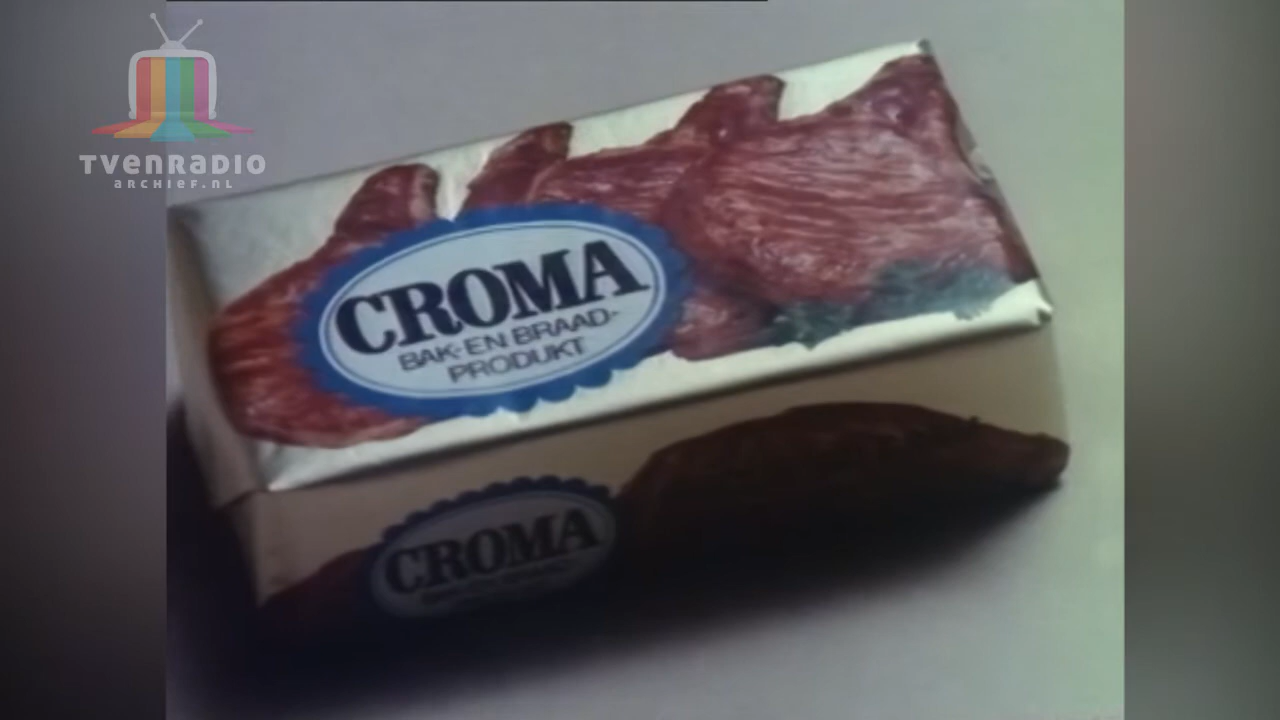 TVENRADIO
ARCHIEF.NL
CROMA
BAK- EN BRAAD-
PRODUKT
CROMA